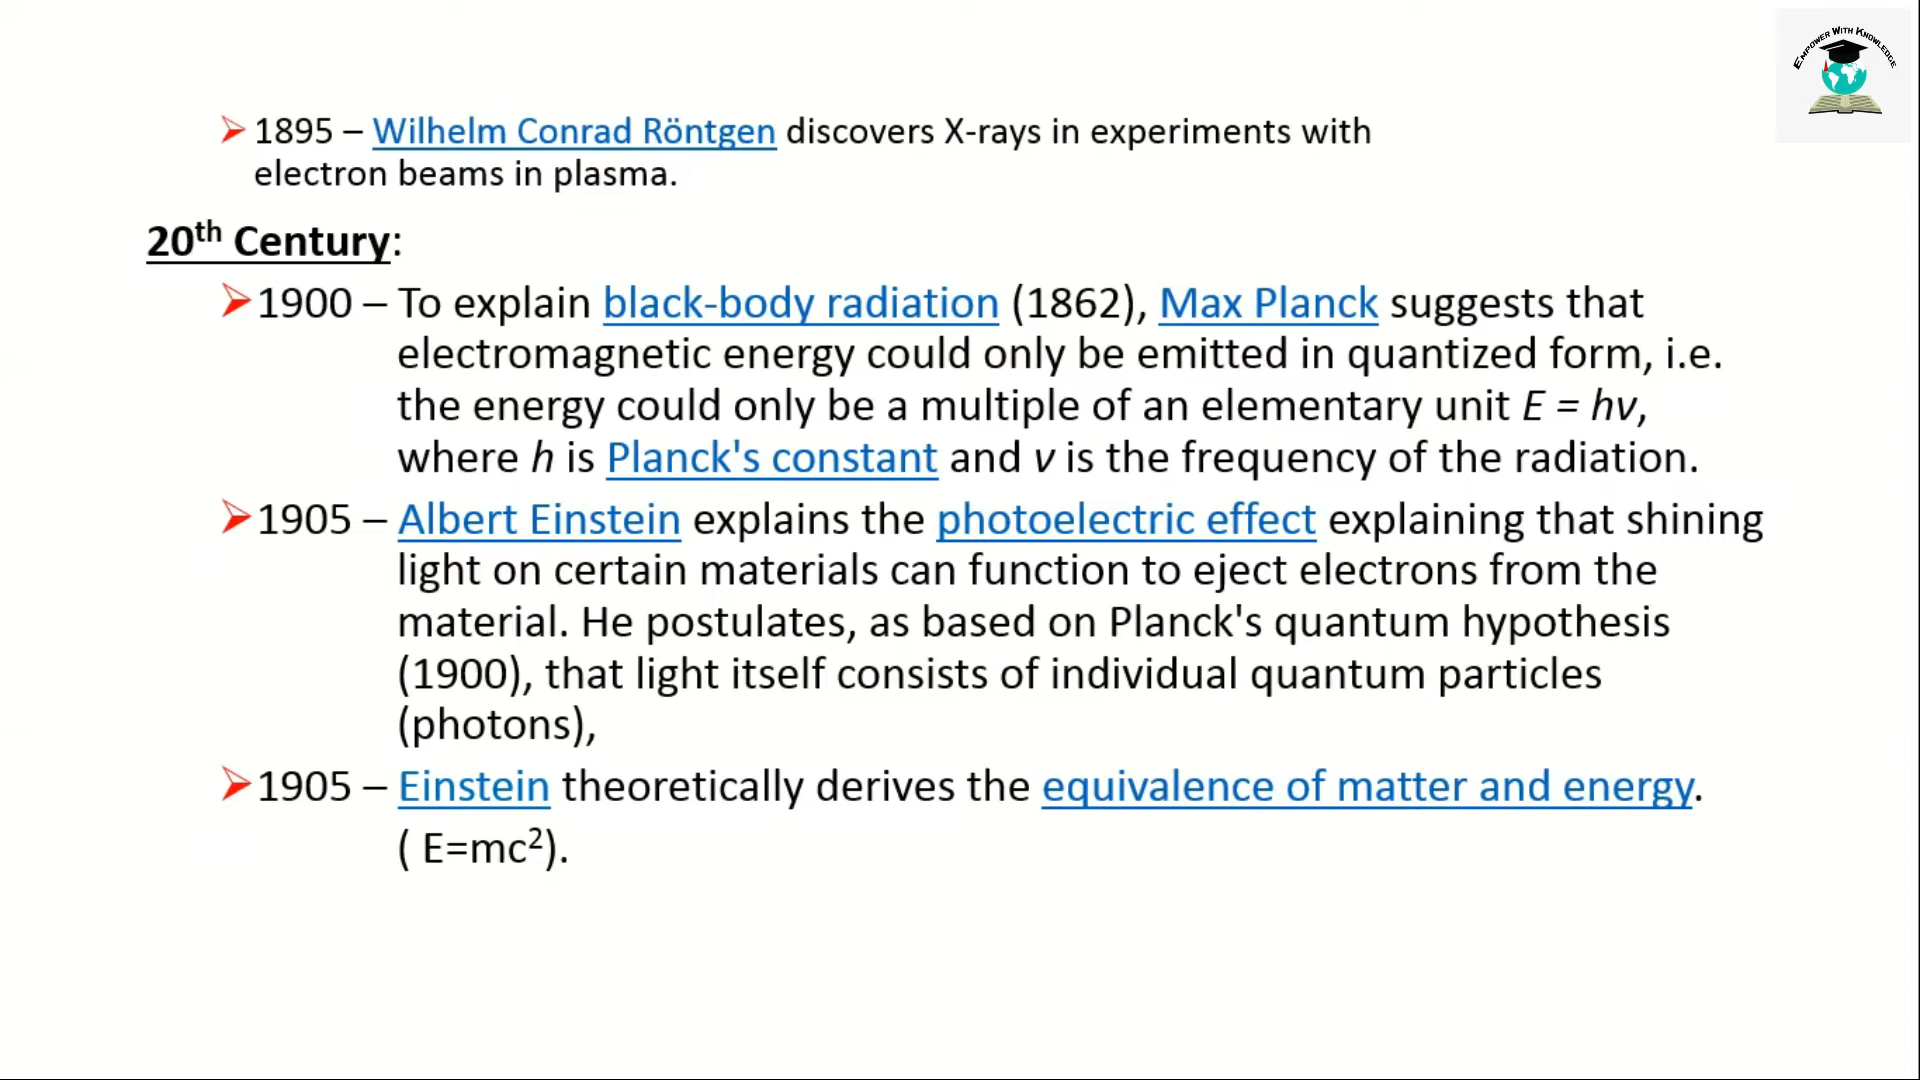 EMPOWER WITH KNOWLEDGE
➢ 1895 – Wilhelm Conrad Röntgen discovers X-rays in experiments with
electron beams in plasma.
20th Century:
➢1900 – To explain black-body radiation (1862), Max Planck suggests that
electromagnetic energy could only be emitted in quantized form, i.e.
the energy could only be a multiple of an elementary unit E = hν,
where h is Planck's constant and ν is the frequency of the radiation.
➢1905 – Albert Einstein explains the photoelectric effect explaining that shining
light on certain materials can function to eject electrons from the
material. He postulates, as based on Planck's quantum hypothesis
(1900), that light itself consists of individual quantum particles
(photons),
➢1905 – Einstein theoretically derives the equivalence of matter and energy.
( E=mc²).